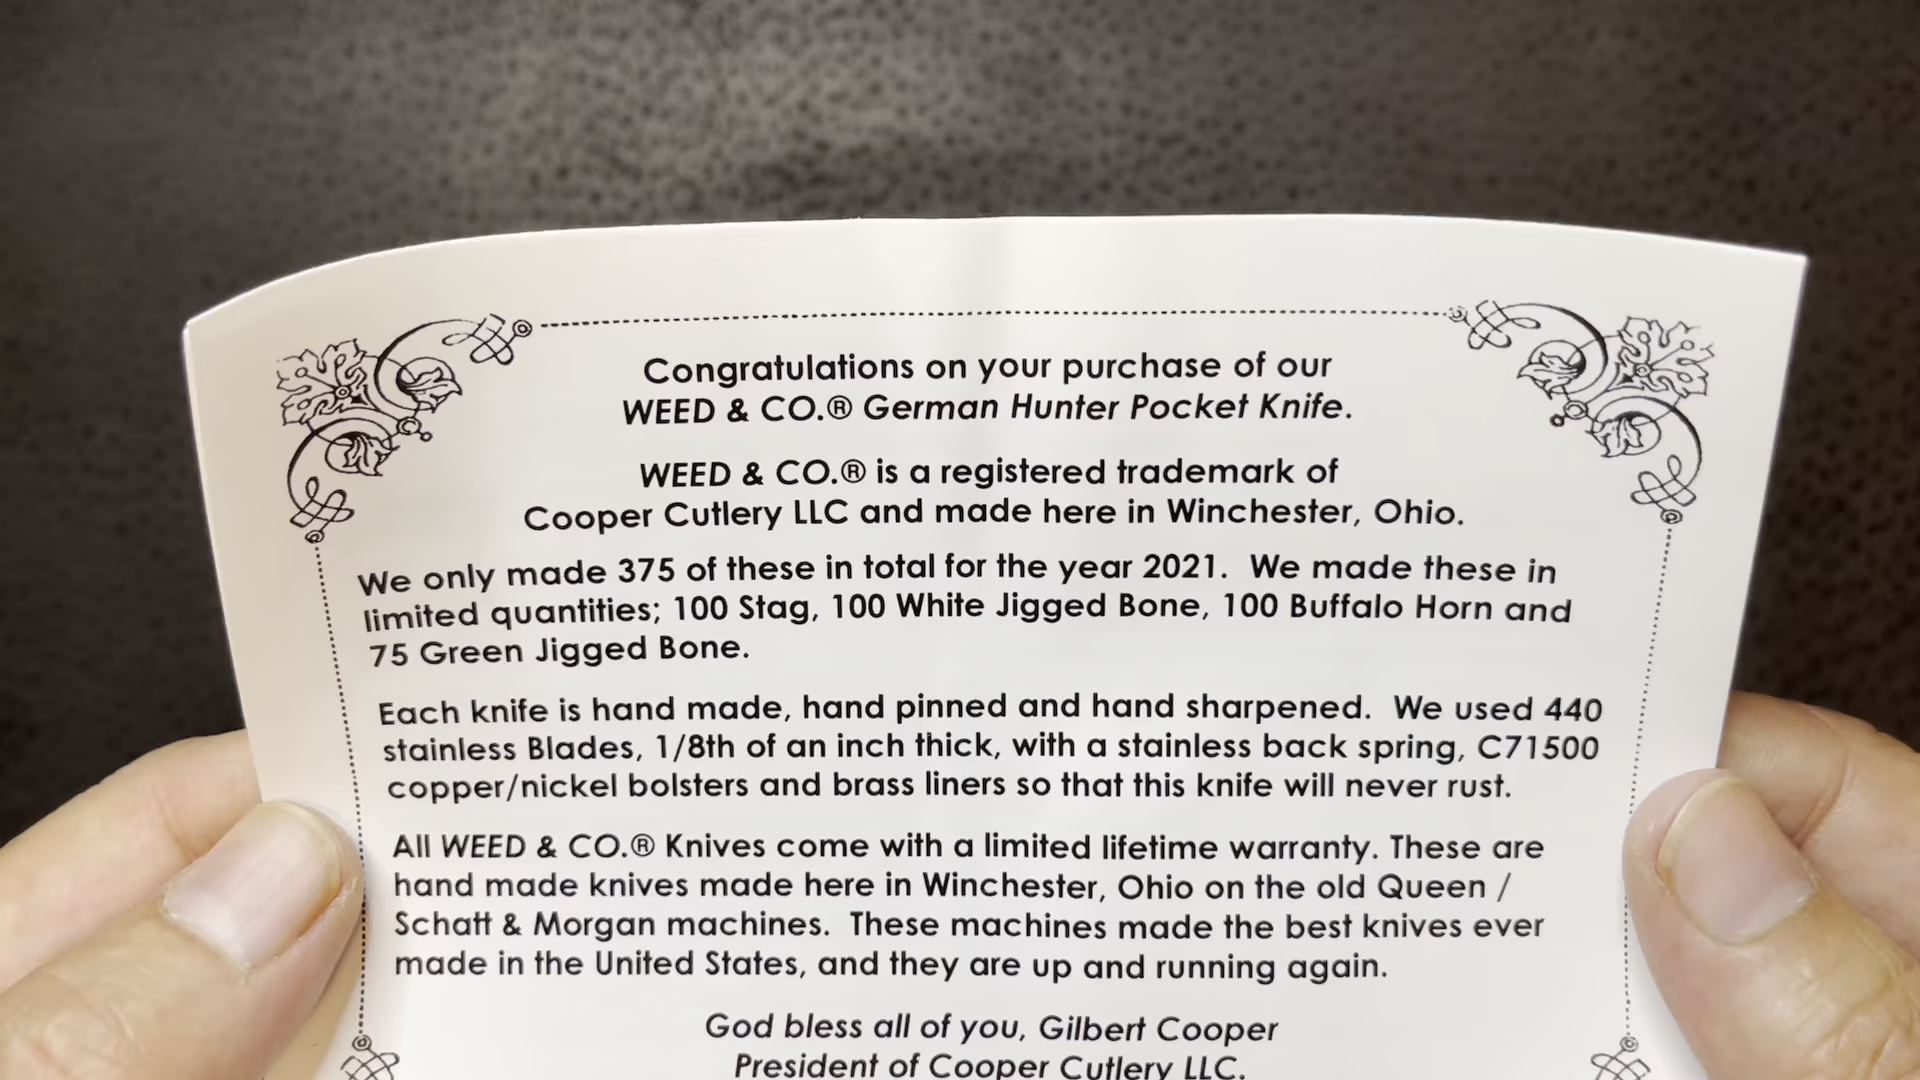 Congratulations on your purchase of our
WEED & CO.® German Hunter Pocket Knife.
WEED & CO.® is a registered trademark of
Cooper Cutlery LLC and made here in Winchester, Ohio.
We only made 375 of these in total for the year 2021. We made these in
limited quantities; 100 Stag, 100 White Jigged Bone, 100 Buffalo Horn and
75 Green Jigged Bone.
Each knife is hand made, hand pinned and hand sharpened. We used 440
stainless Blades, 1/8th of an inch thick, with a stainless back spring, C71500
copper/nickel bolsters and brass liners so that this knife will never rust.
All WEED & CO.® Knives come with a limited lifetime warranty. These are
hand made knives made here in Winchester, Ohio on the old Queen /
Schatt & Morgan machines. These machines made the best knives ever
made in the United States, and they are up and running again.
God bless all of you, Gilbert Cooper
President of Cooper Cutlery LLC.